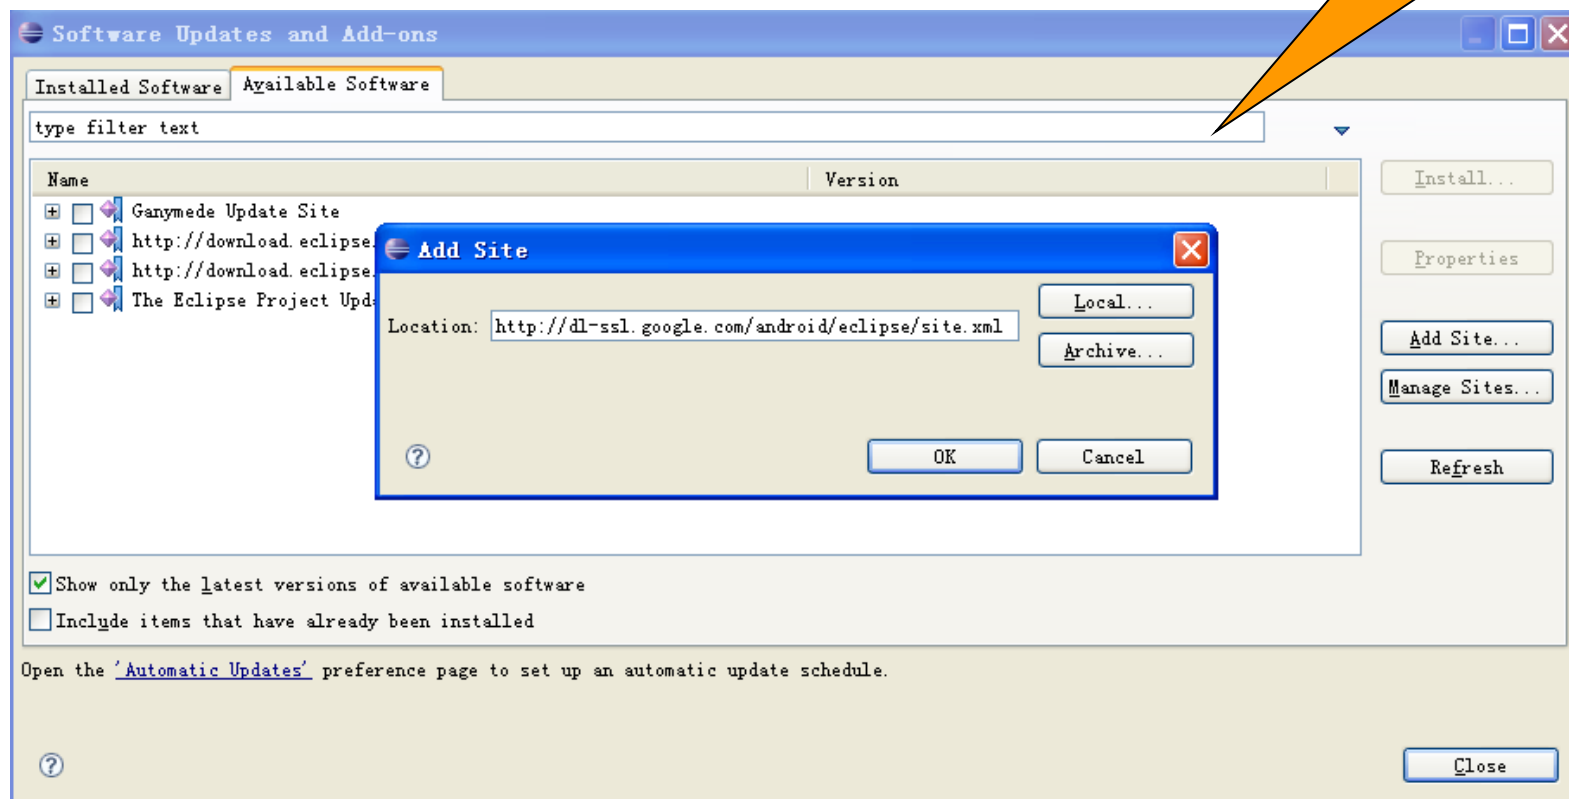 Software Updates and Add-ons
Installed Software Available Software
type filter text
Name Version
Install...
Ganymede Update Site
http://download.eclipse.
http://download.eclipse.
The Eclipse Project Upd
Add Site
Properties
Local...
Location: http://dl-ssl.google.com/android/eclipse/site.xml
Archive...
Add Site...
Manage Sites...
OK Cancel
Refresh
Show only the latest versions of available software
Include items that have already been installed
Open the 'Automatic Updates' preference page to set up an automatic update schedule.
Close